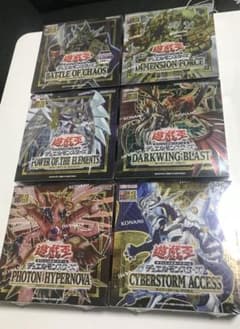 遊戯王
デュエルモンスターズ
BATTLE OF CHAOS
遊戯王
デュエルモンスターズ
DIMENSION FORCE
遊戯王
デュエルモンスターズ
POWER OF THE ELEMENTS
遊戯王
デュエルモンスターズ
DARKWING BLAST
KONAMI
遊戯王
デュエルモンスターズ
PHOTON HYPERNOVA
KONAMI
遊戯王
デュエルモンスターズ
CYBERSTORM ACCESS